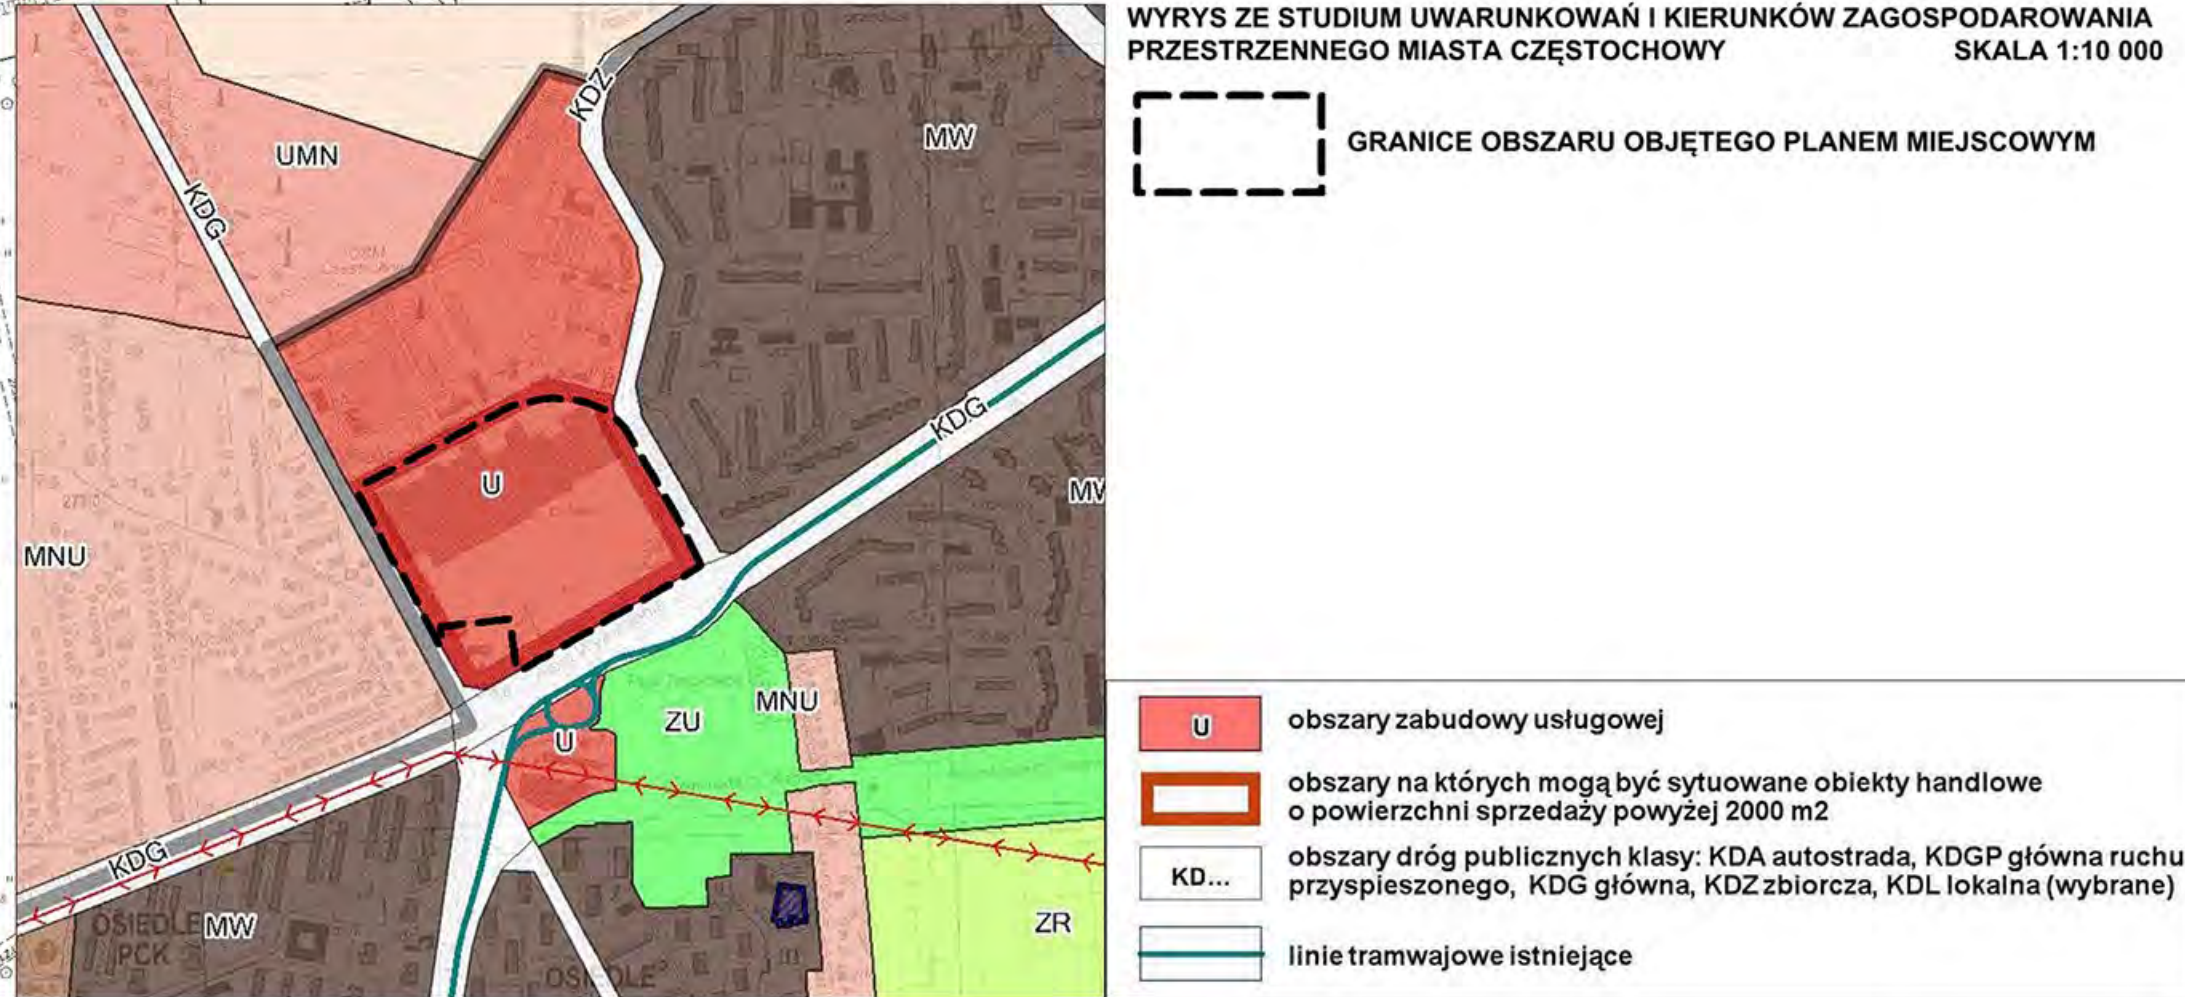 WYRYS ZE STUDIUM UWARUNKOWAŃ I KIERUNKÓW ZAGOSPODAROWANIA
PRZESTRZENNEGO MIASTA CZĘSTOCHOWY SKALA 1:10 000
GRANICE OBSZARU OBJĘTEGO PLANEM MIEJSCOWYM
KDZ
MW
UMN
KDG
KDG
U
MNU
MNU
ZU
U
KDG
MW
OSIEDLE
PCK
OSIEDLE
ZR
U
obszary zabudowy usługowej
obszary na których mogą być sytuowane obiekty handlowe
o powierzchni sprzedaży powyżej 2000 m2
KD...
obszary dróg publicznych klasy: KDA autostrada, KDGP główna ruchu
przyspieszonego, KDG główna, KDZ zbiorcza, KDL lokalna (wybrane)
linie tramwajowe istniejące